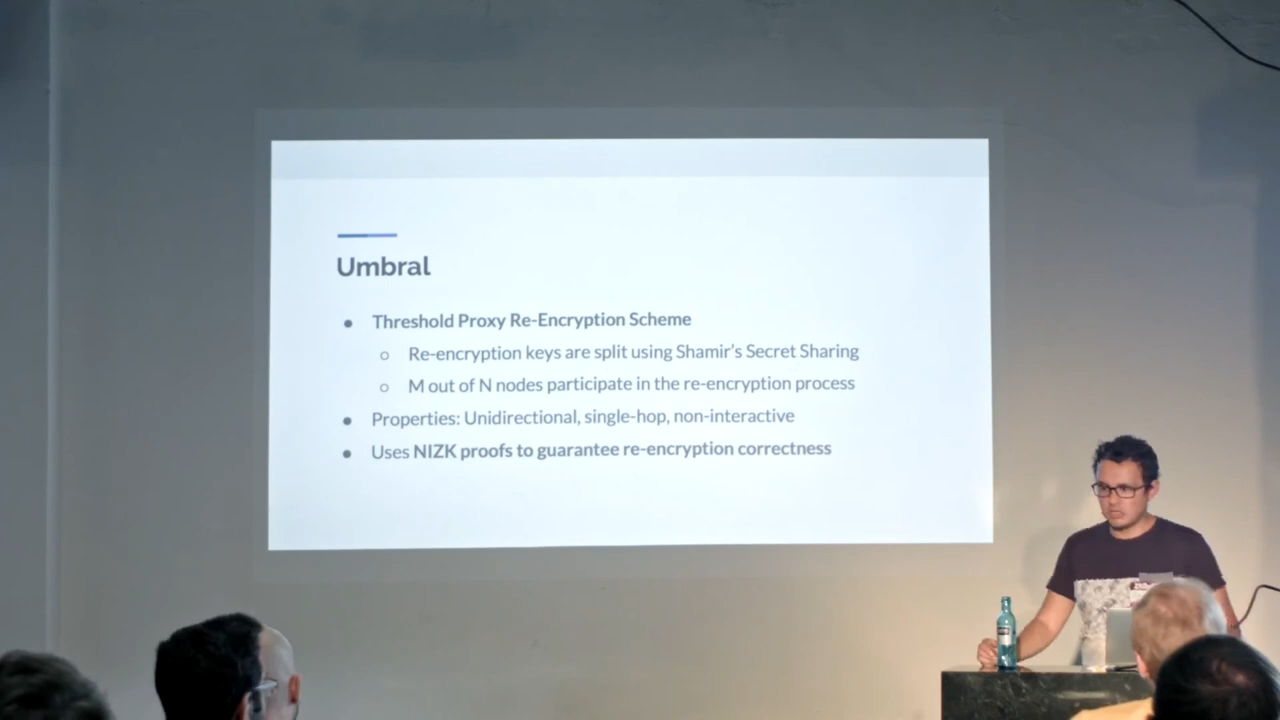 Umbral
● Threshold Proxy Re-Encryption Scheme
○ Re-encryption keys are split using Shamir's Secret Sharing
○ M out of N nodes participate in the re-encryption process
● Properties: Unidirectional, single-hop, non-interactive
● Uses NIZK proofs to guarantee re-encryption correctness